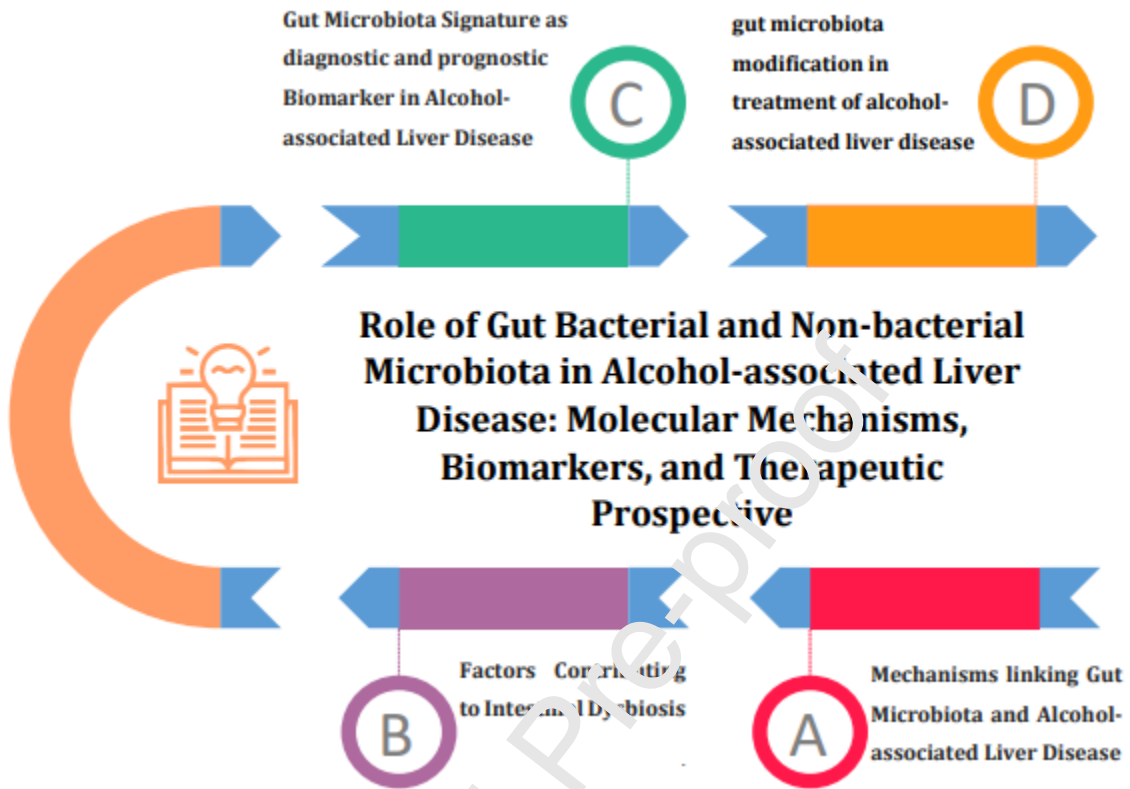 Gut Microbiota Signature as
diagnostic and prognostic
Biomarker in Alcohol-
associated Liver Disease
C
gut microbiota
modification in
treatment of alcohol-
associated liver disease
D
Role of Gut Bacterial and Non-bacterial
Microbiota in Alcohol-associated Liver
Disease: Molecular Mechanisms,
Biomarkers, and Therapeutic
Prospective
B
Factors Contributing
to Intestinal Dysbiosis
A
Mechanisms linking Gut
Microbiota and Alcohol-
associated Liver Disease
Pre-proof